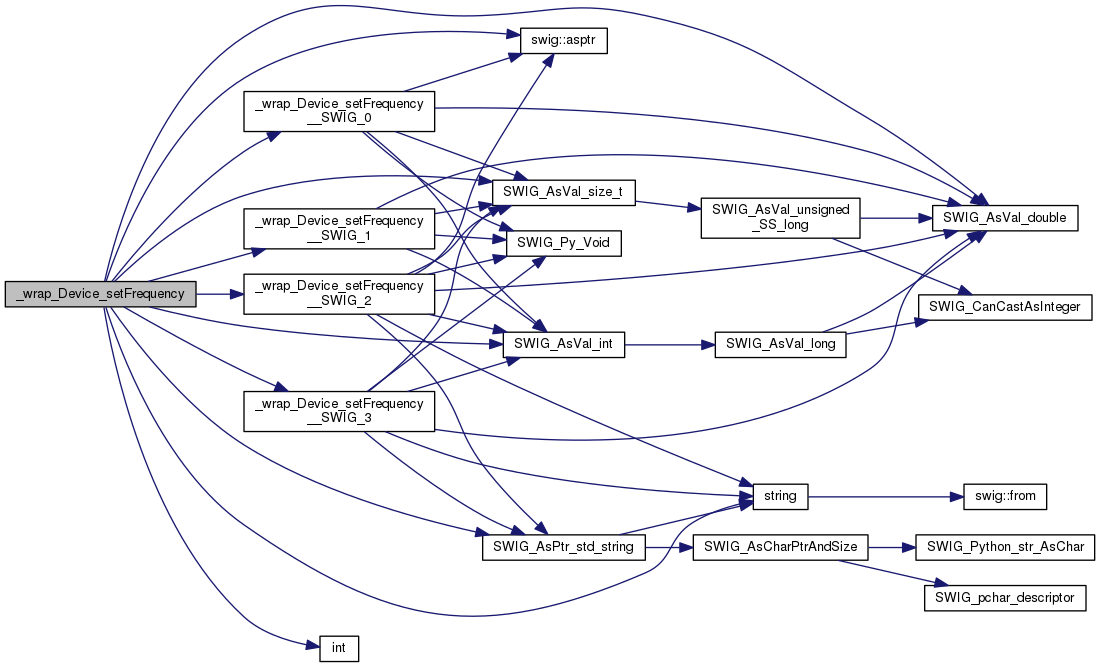 _wrap_Device_setFrequency
_wrap_Device_setFrequency
__SWIG_0
_wrap_Device_setFrequency
__SWIG_1
_wrap_Device_setFrequency
__SWIG_2
_wrap_Device_setFrequency
__SWIG_3
int
swig::asptr
SWIG_AsVal_size_t
SWIG_Py_Void
SWIG_AsVal_int
SWIG_AsPtr_std_string
SWIG_AsVal_unsigned
_SS_long
SWIG_AsVal_long
string
SWIG_AsCharPtrAndSize
SWIG_AsVal_double
SWIG_CanCastAsInteger
swig::from
SWIG_Python_str_AsChar
SWIG_pchar_descriptor